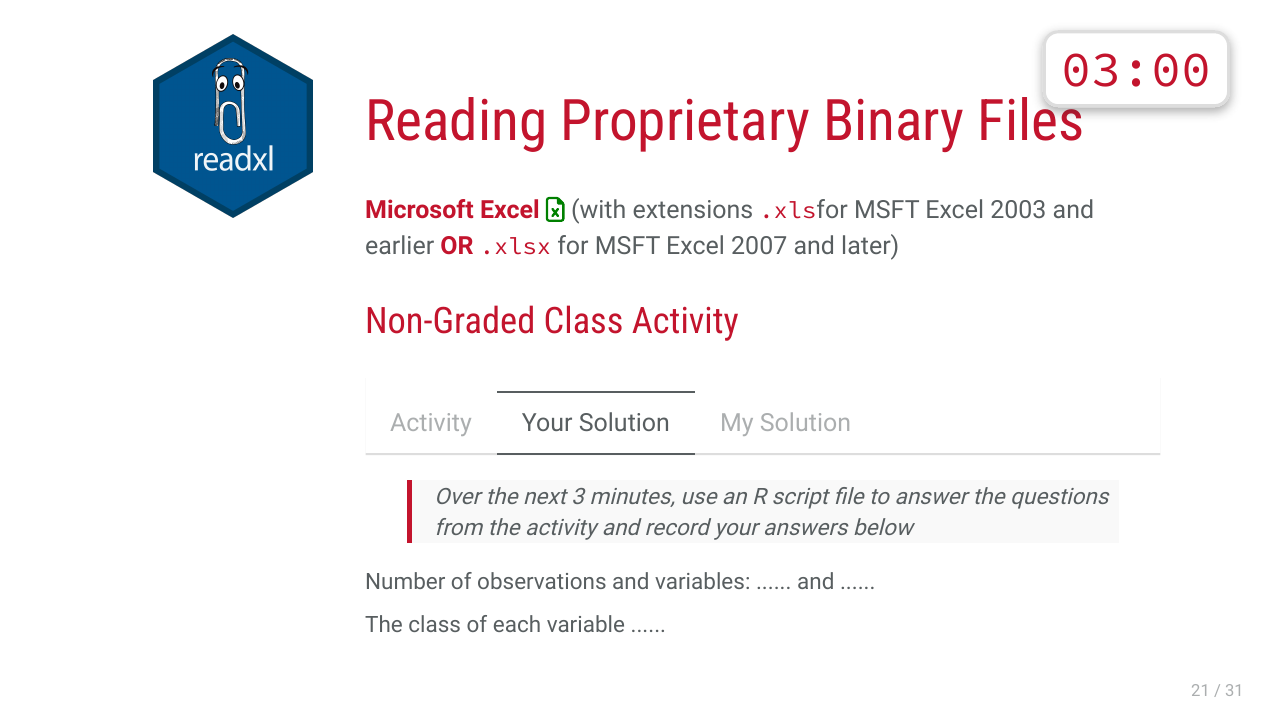 readxl
03:00
Reading Proprietary Binary Files
Microsoft Excel (with extensions .xlsfor MSFT Excel 2003 and
earlier OR .xlsx for MSFT Excel 2007 and later)
Non-Graded Class Activity
Activity Your Solution My Solution
Over the next 3 minutes, use an R script file to answer the questions
from the activity and record your answers below
Number of observations and variables: ...... and ......
The class of each variable ......
21 / 31